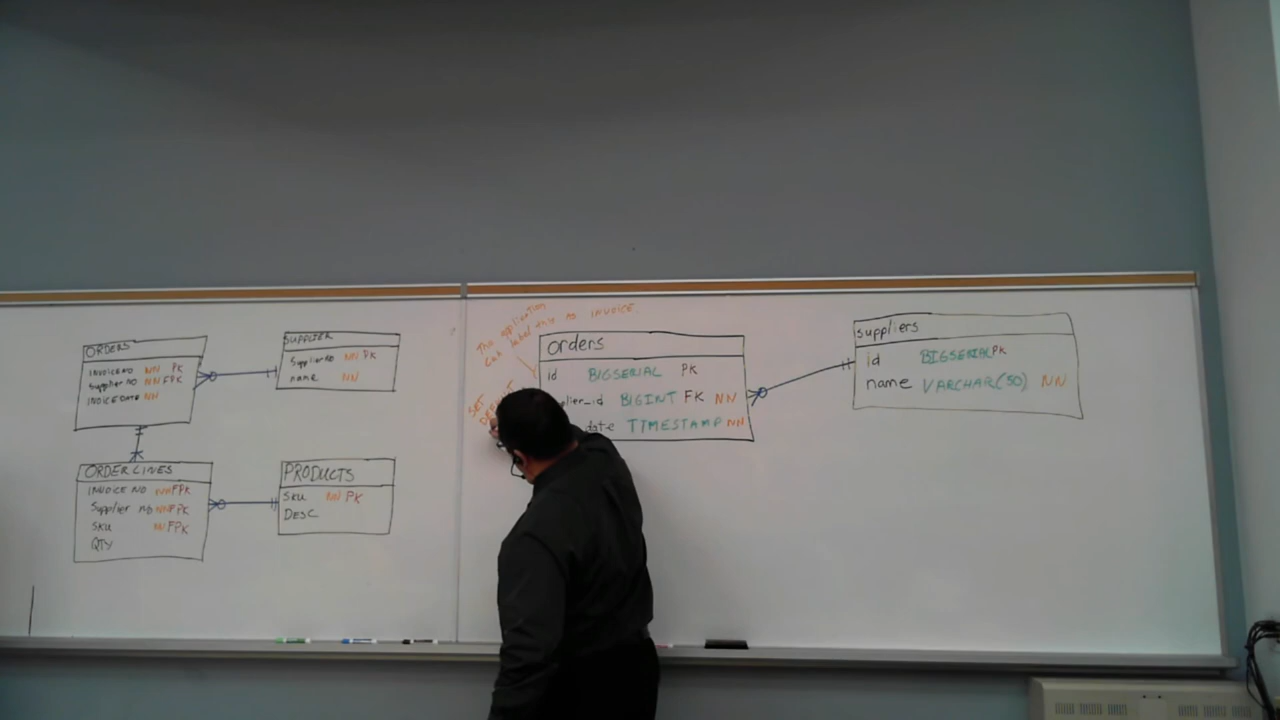 ORDERS
INVOICE NO NN PK
Supplier NO NN FPK
INDICE DATE NN
SUPPLIER
Supplier NO NN PK
name NN
ORDER LINES
INVOICE NO NN FPK
Supplier no NN FPK
SKU NN FPK
QTY
PRODUCTS
SKU NN PK
DESC
The application
can label this as INVOICE.
SET
orders
id BIGSERIAL PK
plier_id BIGINT FK NN
date TIMESTAMP NN
suppliers
id BIGSERIAL PK
name VARCHAR(50) NN